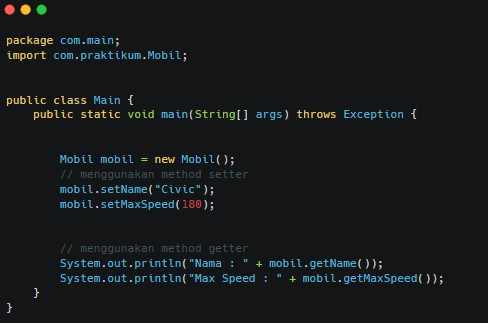 package com.main;
import com.praktikum.Mobil;
public class Main {
    public static void main(String[] args) throws Exception {
        Mobil mobil = new Mobil();
        // menggunakan method setter
        mobil.setName("Civic");
        mobil.setMaxSpeed(180);
        // menggunakan method getter
        System.out.println("Nama : " + mobil.getName());
        System.out.println("Max Speed : " + mobil.getMaxSpeed());
    }
}